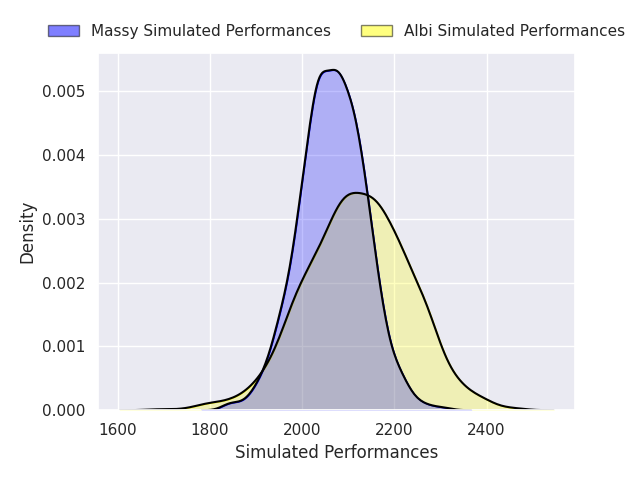 Massy Simulated Performances
Albi Simulated Performances
0.005
0.004
0.003
0.002
0.001
0.000
Density
1600
1800
2000
2200
2400
Simulated Performances